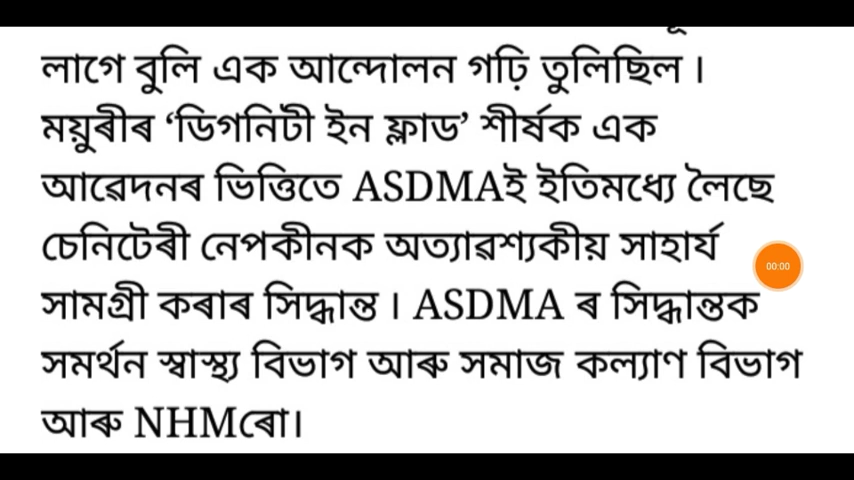 লাগে বুলি এক আন্দোলন গঢ়ি তুলিছিল ।
ময়ুৰীৰ ‘ডিগনিটী ইন ফ্লাড’ শীৰ্ষক এক
আৱেদনৰ ভিত্তিতে ASDMAই ইতিমধ্যে লৈছে
চেনিটেৰী নেপকীনক অত্যাৱশ্যকীয় সাহাৰ্য
00:00
সামগ্ৰী কৰাৰ সিদ্ধান্ত । ASDMA ৰ সিদ্ধান্তক
সমৰ্থন স্বাস্থ্য বিভাগ আৰু সমাজ কল্যাণ বিভাগ
আৰু NHMৰো।